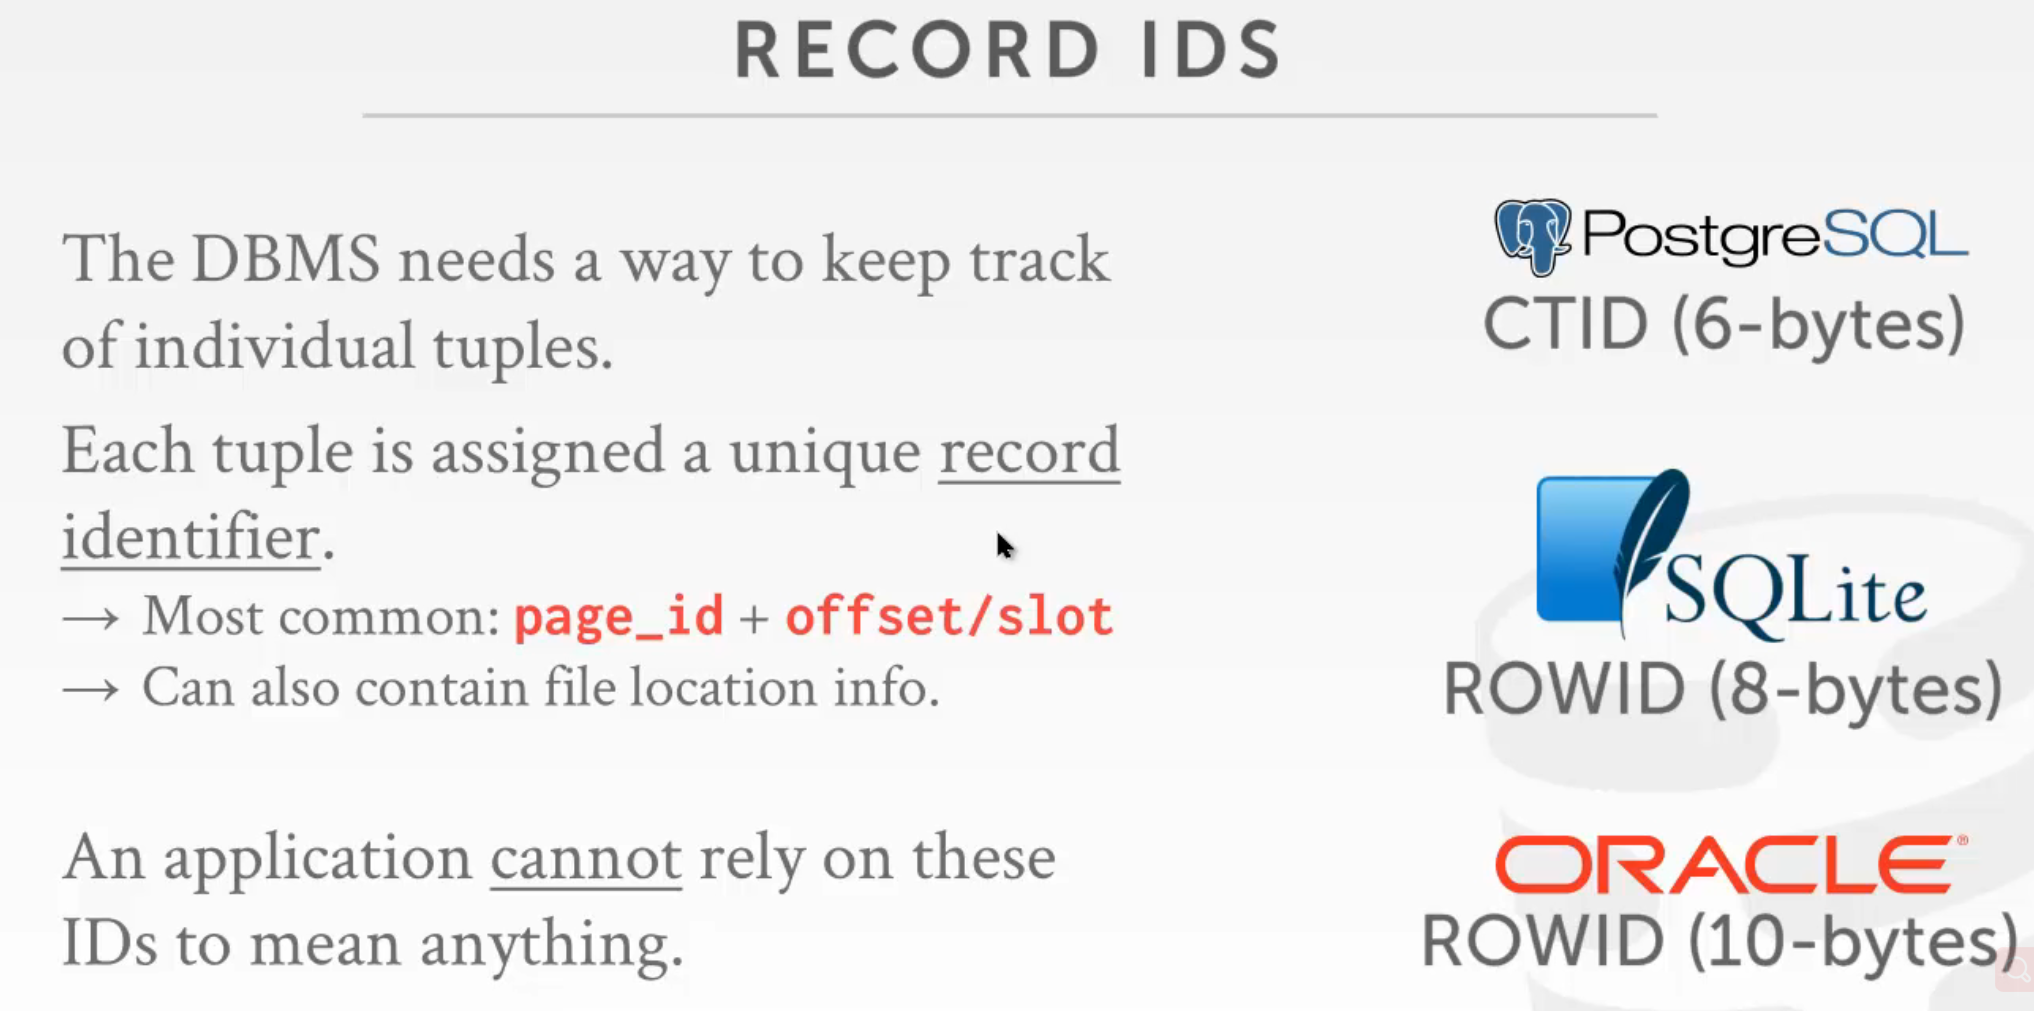 RECORD IDS
The DBMS needs a way to keep track
of individual tuples.
Each tuple is assigned a unique record
identifier.
→ Most common: page_id + offset/slot
→ Can also contain file location info.
An application cannot rely on these
IDs to mean anything.
PostgreSQL
CTID (6-bytes)
SQLite
ROWID (8-bytes)
ORACLE®
ROWID (10-bytes)